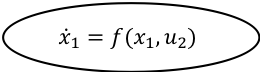 ẋ₁ = f(x₁, u₂)